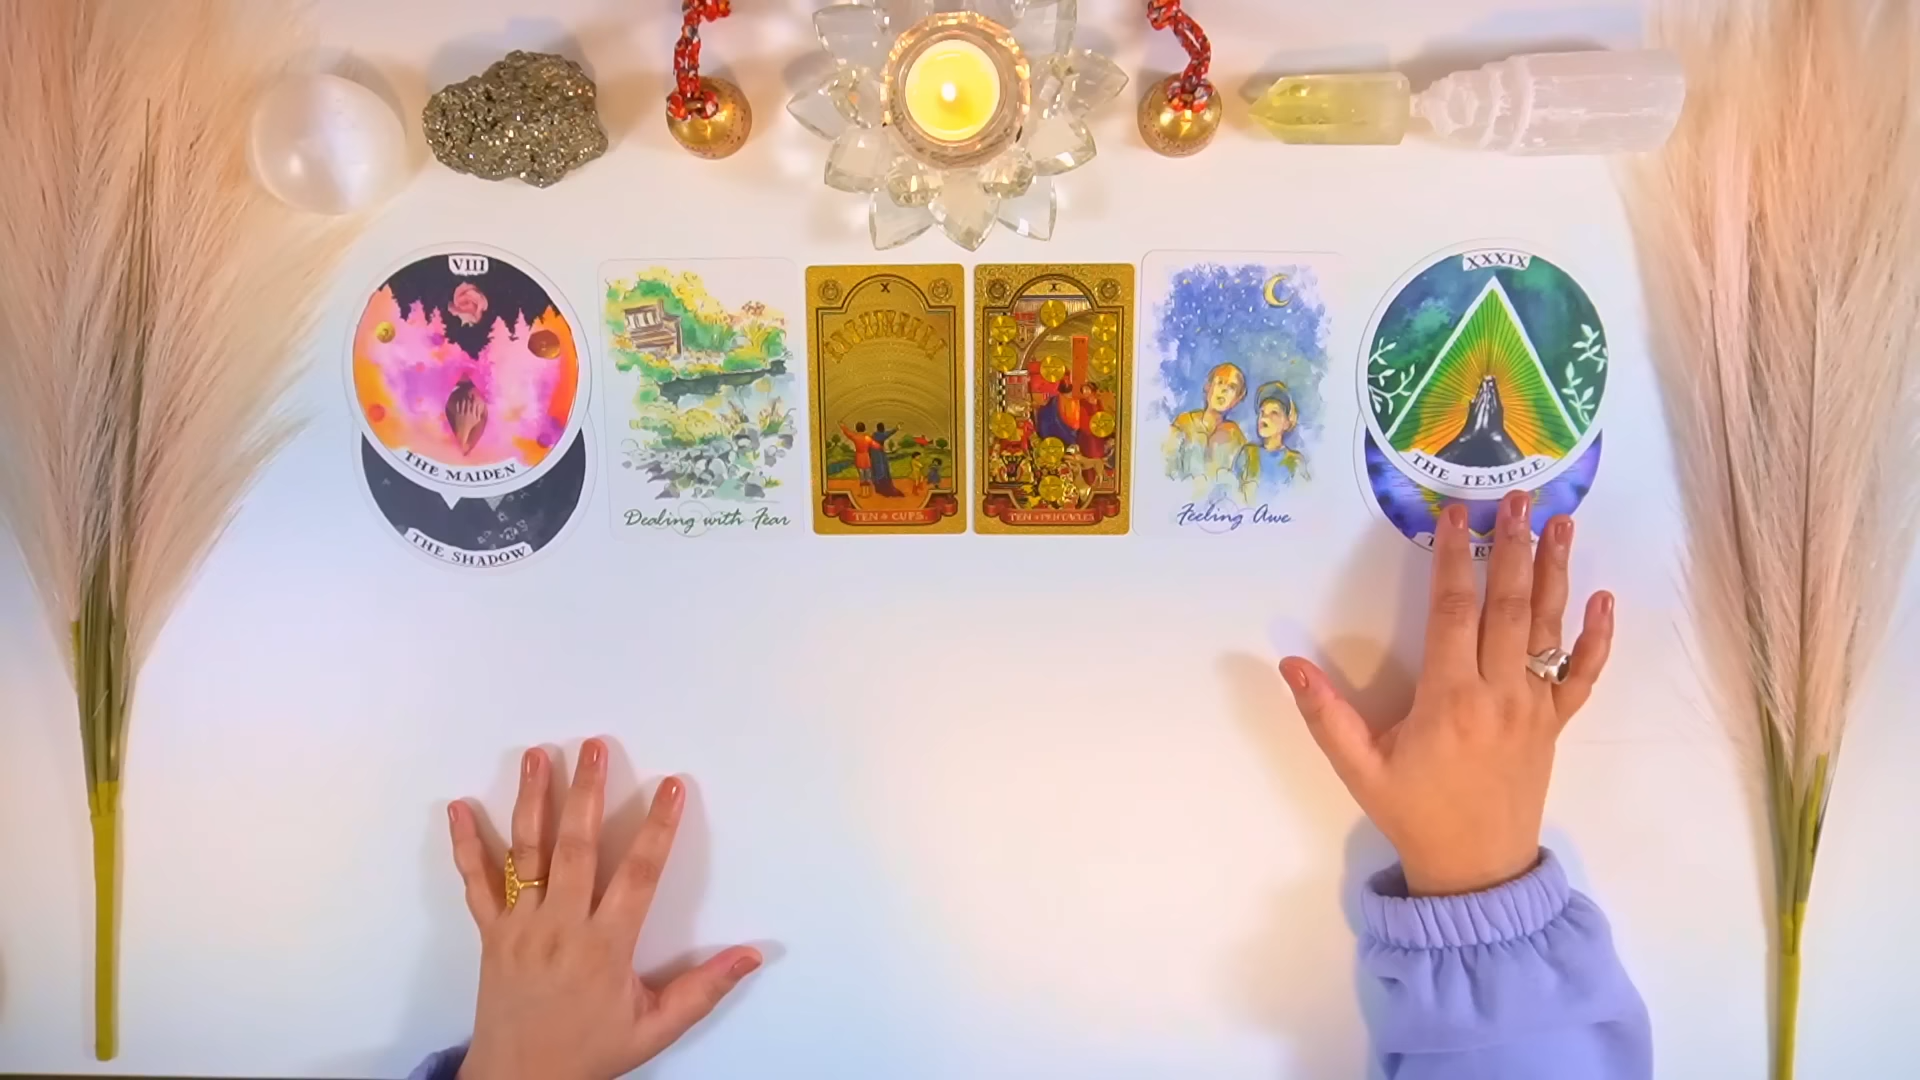 VIII
THE MAIDEN
THE SHADOW
Dealing with Fear
X
TEN CUPS.
X
TEN PENTACLES
Feeling Awe
XXXIX
THE TEMPLE